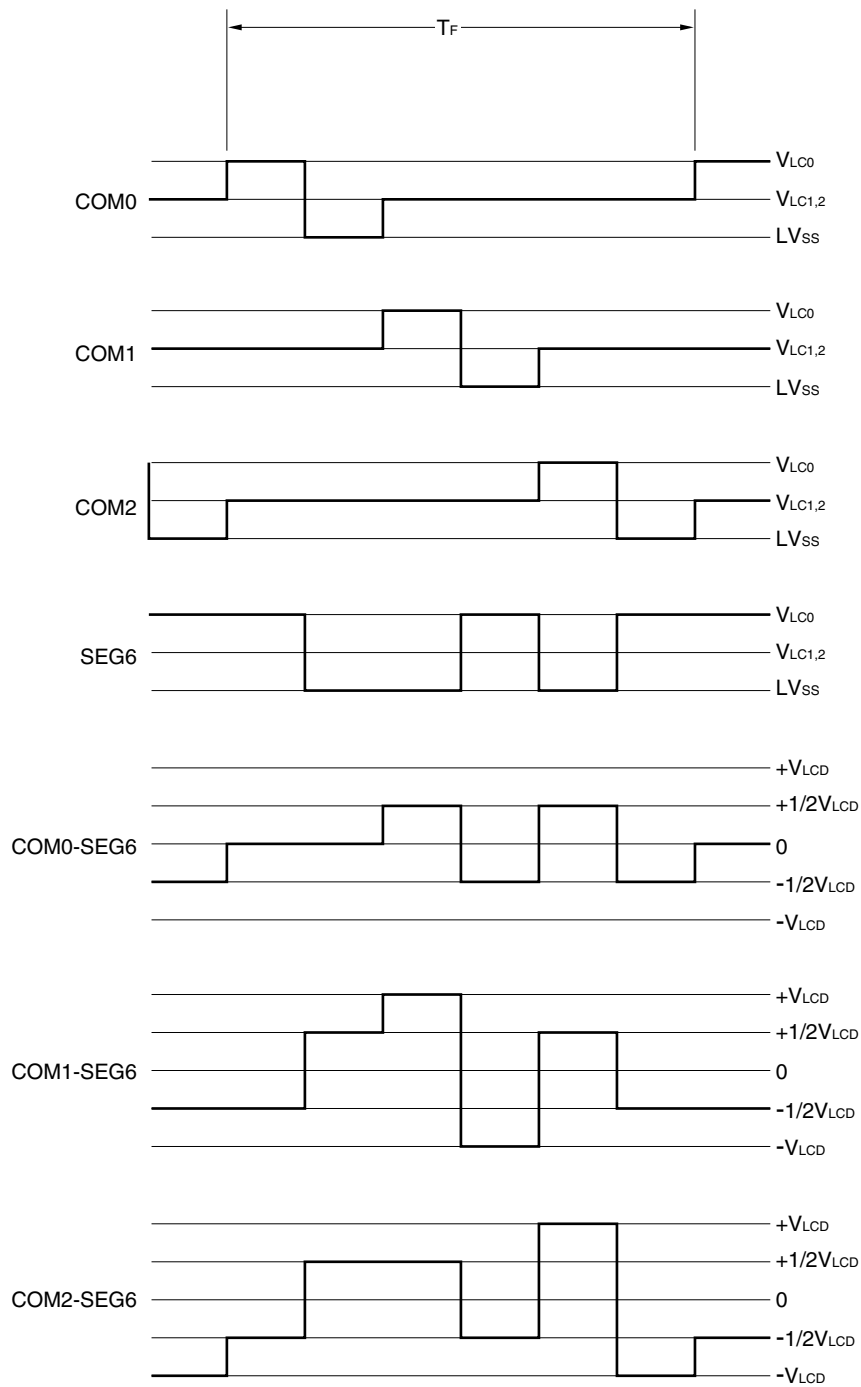 TF
VLC0
COM0
VLC1,2
LVSS
VLC0
COM1
VLC1,2
LVSS
VLC0
COM2
VLC1,2
LVSS
VLC0
SEG6
VLC1,2
LVSS
+VLCD
+1/2VLCD
COM0-SEG6
0
-1/2VLCD
-VLCD
+VLCD
+1/2VLCD
COM1-SEG6
0
-1/2VLCD
-VLCD
+VLCD
+1/2VLCD
COM2-SEG6
0
-1/2VLCD
-VLCD